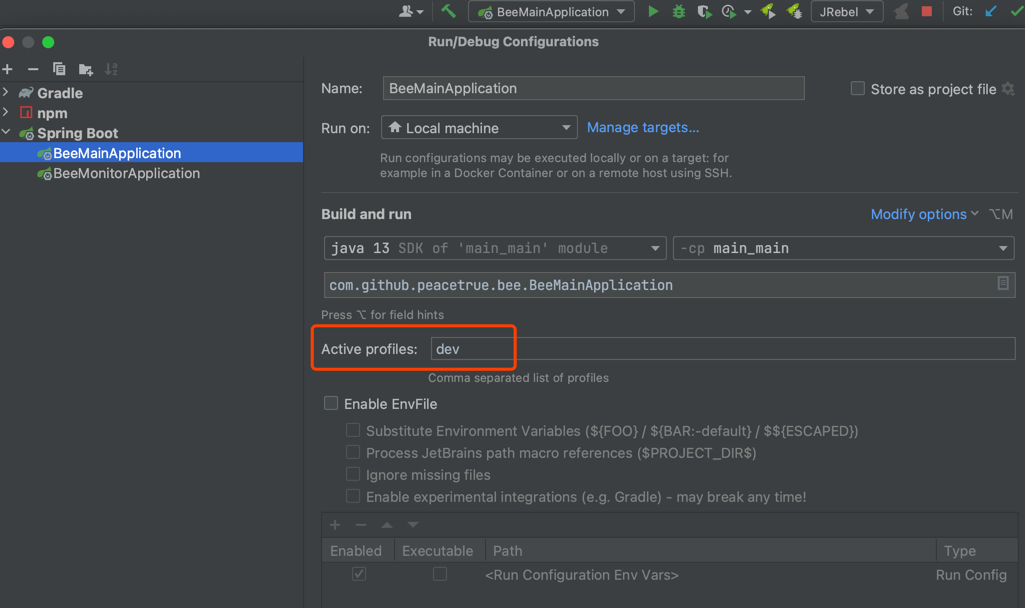 BeeMainApplication
JRebel
Git:
Run/Debug Configurations
Gradle
npm
Spring Boot
BeeMainApplication
BeeMonitorApplication
Name: BeeMainApplication
Store as project file
Run on: Local machine
Manage targets...
Run configurations may be executed locally or on a target: for
example in a Docker Container or on a remote host using SSH.
Build and run
Modify options ⌥M
java 13 SDK of 'main_main' module
-cp main_main
com.github.peacetrue.bee.BeeMainApplication
Press ⌥ for field hints
Active profiles: dev
Comma separated list of profiles
Enable EnvFile
Substitute Environment Variables (${FOO} / ${BAR:-default} / $${ESCAPED})
Process JetBrains path macro references ($PROJECT_DIR$)
Ignore missing files
Enable experimental integrations (e.g. Gradle) - may break any time!
Enabled Executable Path Type
<Run Configuration Env Vars> Run Config